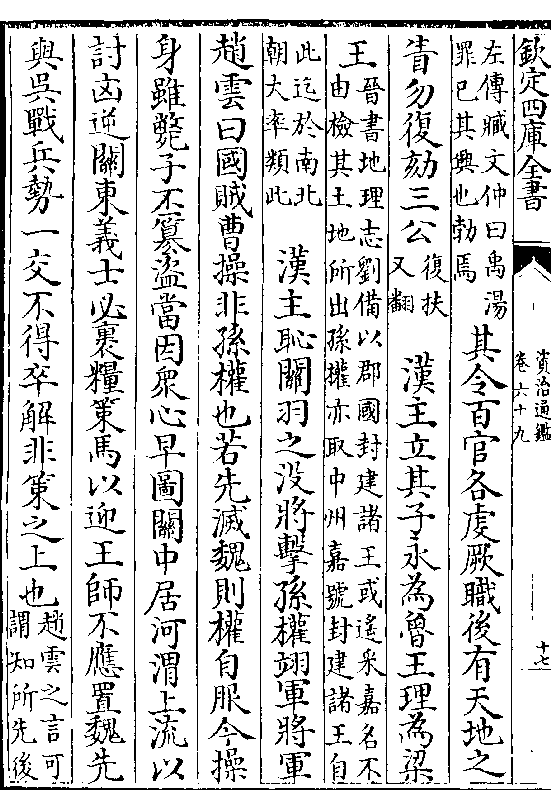 欽定四庫全書
資治通鑑
卷六十九
十七
左傳臧文仲曰禹湯
罪已其興也勃焉
其令百官各虔厥職後有天地之
眚勿復劾三公
復扶
又翻
漢主立其子永為魯王理為梁
王
晉書地理志劉備以郡國封建諸王或遙采嘉名不
由檢其土地所出孫權亦取中州嘉號封建諸王自
此迄於南北
朝大率類此
漢主恥關羽之没將擊孫權翊軍將軍
趙雲曰國賊曹操非孫權也若先滅魏則權自服今操
身雖斃子丕篡盜當因衆心早圖關中居河渭上流以
討凶逆關東義士必裹糧策馬以迎王師不應置魏先
與吳戰兵勢一交不得卒解非策之上也
趙雲之言可
謂知所先後